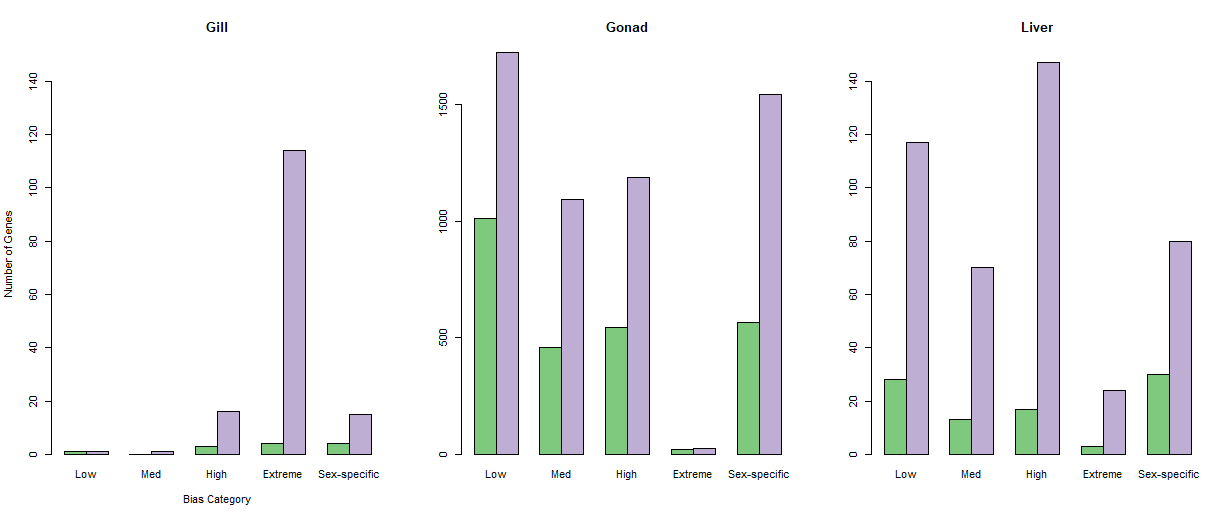 Gill
Gonad
Liver
Number of Genes
0
20
40
60
80
100
120
140
Low
Med
High
Extreme
Sex-specific
Bias Category
0
500
1000
1500
Low
Med
High
Extreme
Sex-specific
0
20
40
60
80
100
120
140
Low
Med
High
Extreme
Sex-specific